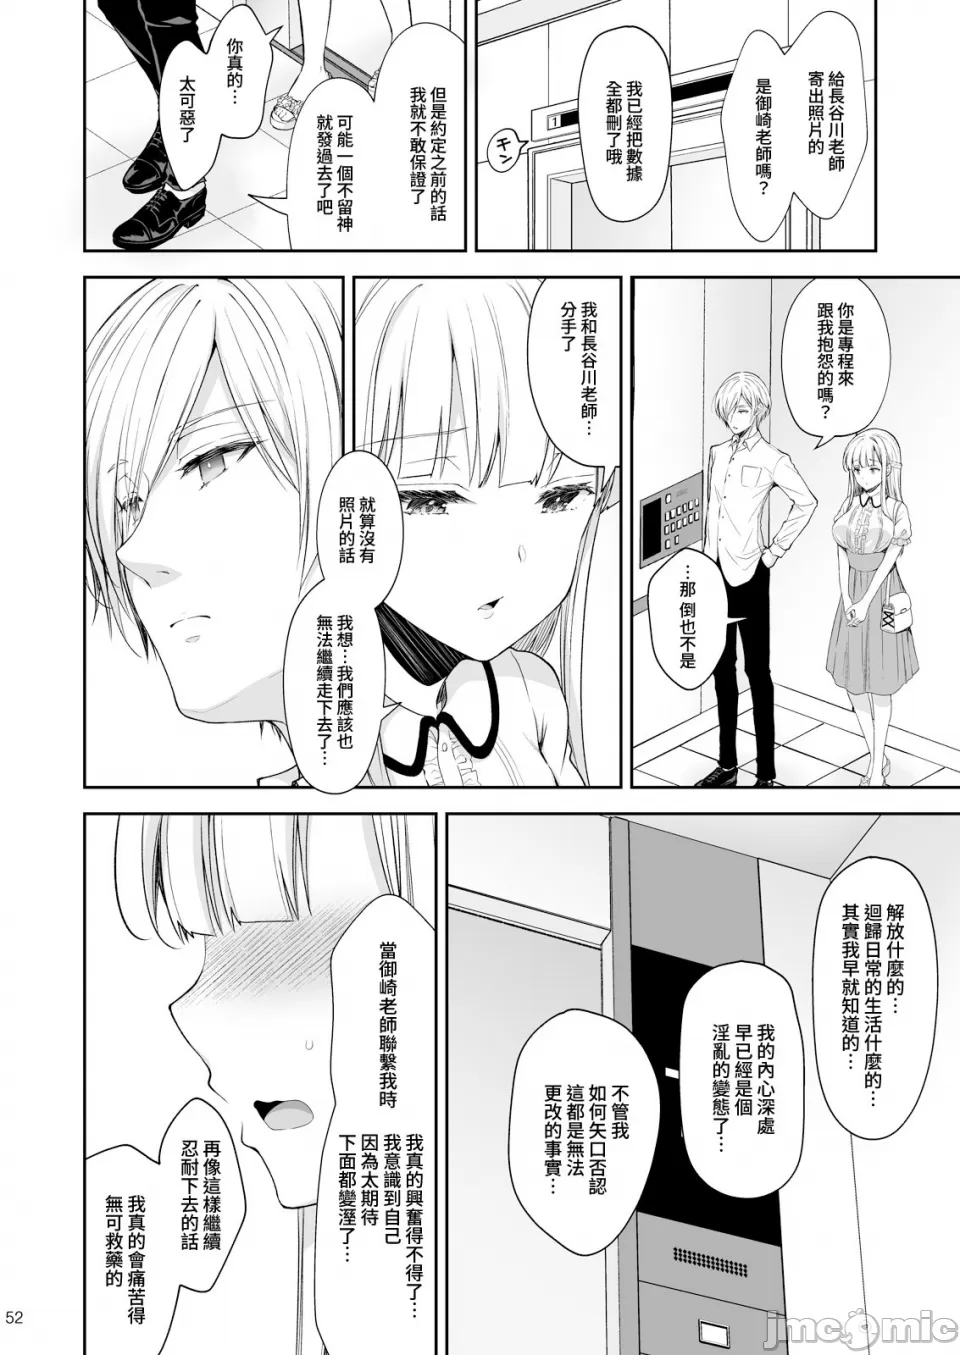 給長谷川老師
寄出照片的
是御崎老師嗎？
1
チン
我已經把數據
全都刪了哦
但是約定之前的話
我就不敢保證了
可能一個不留神
就發過去了吧
你真的…
太可惡了
你是專程來
跟我抱怨的嗎？
…那
倒也不是
我和長谷川老師…
分手了
就算沒有
照片的話
我想…我們應該也
無法繼續走下去了…
解放什麼的…
迴歸日常的生活什麼的…
其實我早就知道的…
我的內心深處
早已經是個
淫亂的變態了…
不管我
如何矢口否認
這都是無法
更改的事實…
當御崎老師聯繫我時
我真的興奮得不得了…
我意識到自己
因為太期待
下面都變溼了…
再像這樣繼續
忍耐下去的話
我真的會痛苦得
無可救藥的
52
jmcomic